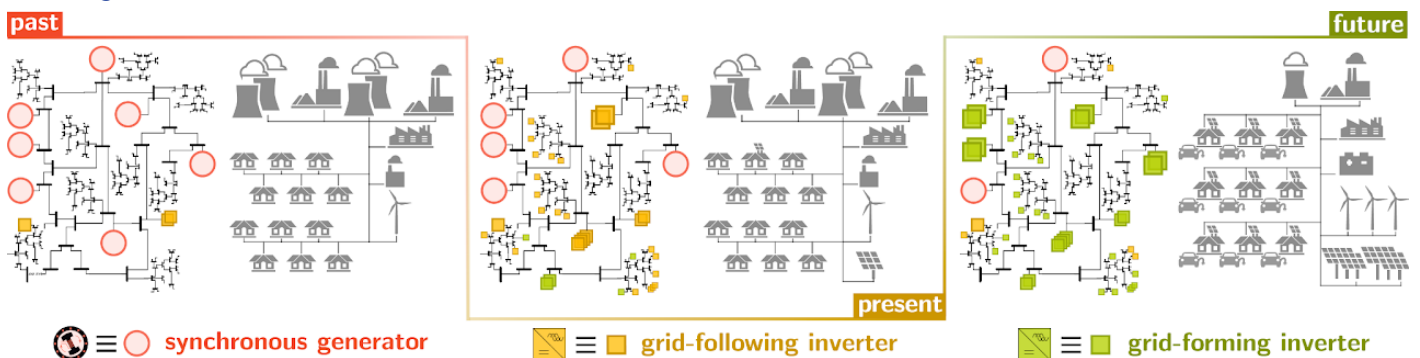 past
future
present
synchronous generator
grid-following inverter
grid-forming inverter